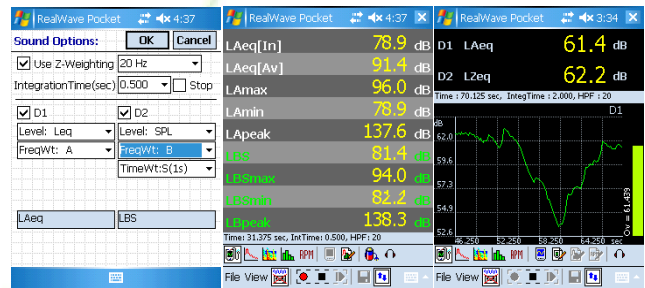 RealWave Pocket 4:37
Sound Options: OK Cancel
Use Z-Weighting 20 Hz
IntegrationTime(sec) 0.500 Stop
D1 D2
Level: Leq Level: SPL
FreqWt: A FreqWt: B
TimeWt:S(1s)
LAeq LBS
RealWave Pocket 4:37
LAeq[In] 78.9 dB
LAeq[Av] 91.4 dB
LAmax 96.0 dB
LAmin 78.9 dB
LApeak 137.6 dB
LBS 81.4 dB
LBSmax 94.0 dB
LBSmin 82.2 dB
LBpeak 138.3 dB
Time: 31.375 sec, IntTime: 0.500, HPF: 20
RPM
File View
RealWave Pocket 3:34
D1 LAeq 61.4 dB
D2 LZeq 62.2 dB
Time : 70.125 sec, IntegTime : 2.000, HPF : 20
D1
dB
62.0
59.6
57.3
54.9
52.6
46.250 52.250 58.250 64.250 sec
Ov = 61.439
RPM
File View